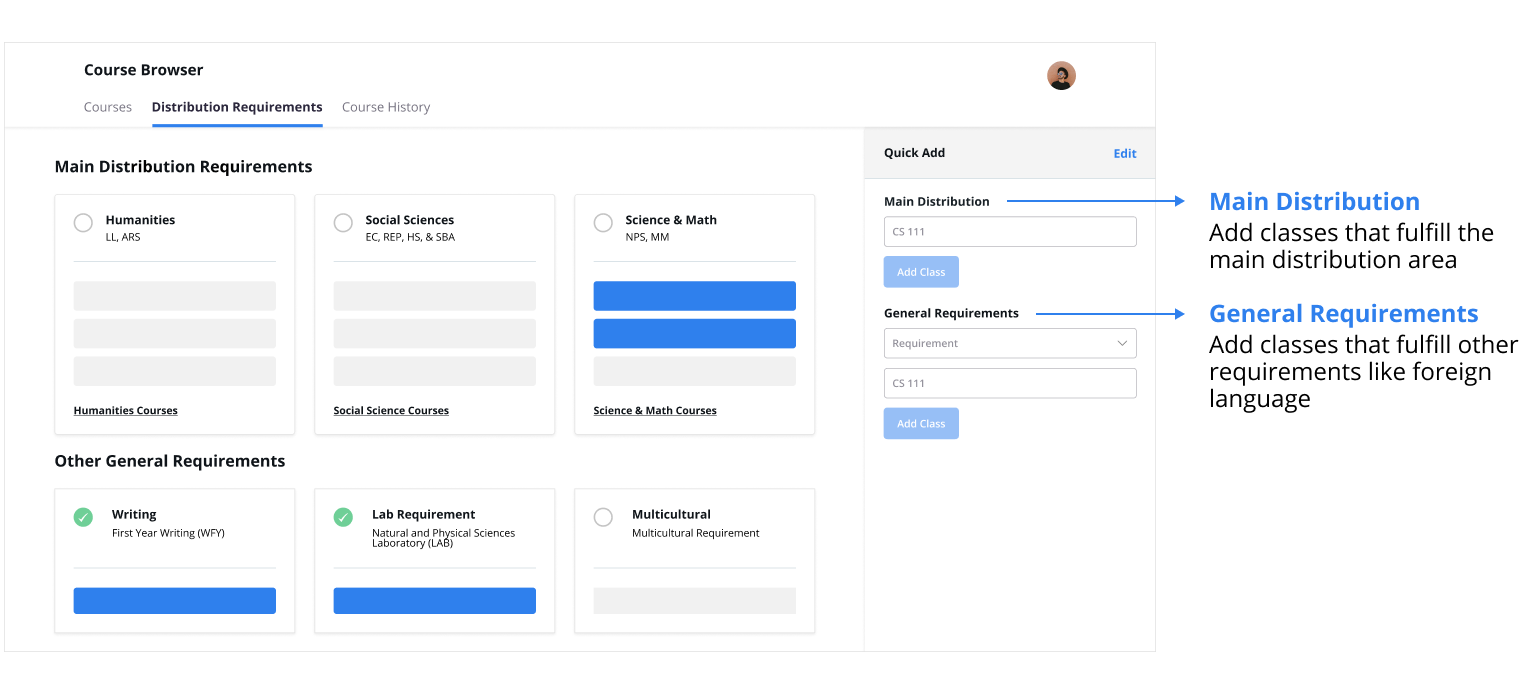 Course Browser
Courses Distribution Requirements Course History
Main Distribution Requirements
Humanities
LL, ARS
Humanities Courses
Social Sciences
EC, REP, HS, & SBA
Social Science Courses
Science & Math
NPS, MM
Science & Math Courses
Other General Requirements
Writing
First Year Writing (WFY)
Lab Requirement
Natural and Physical Sciences
Laboratory (LAB)
Multicultural
Multicultural Requirement
Quick Add Edit
Main Distribution
CS 111
Add Class
General Requirements
Requirement
CS 111
Add Class
Main Distribution
Add classes that fulfill the
main distribution area
General Requirements
Add classes that fulfill other
requirements like foreign
language